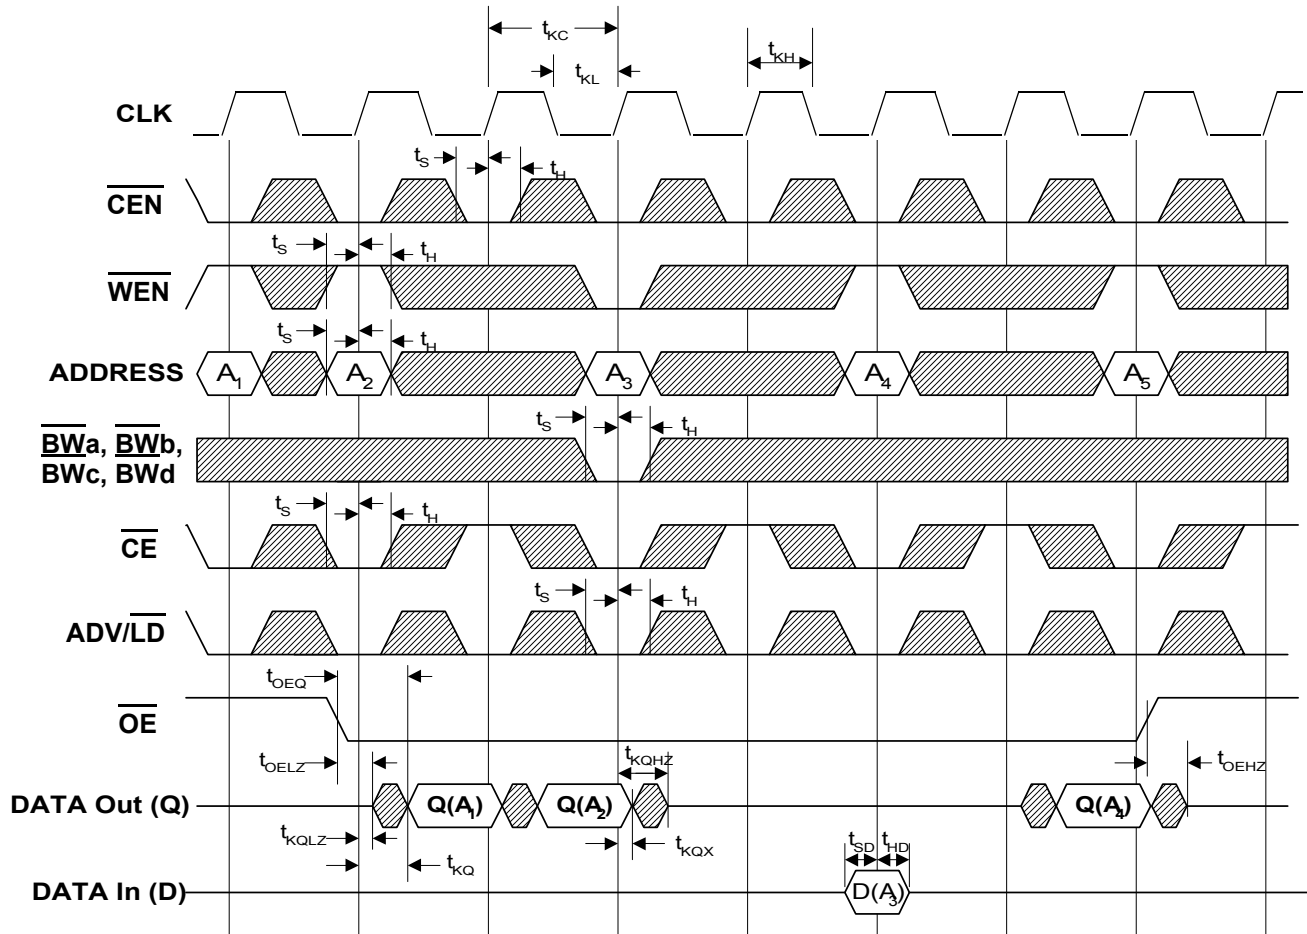 tKC
tKL
tKH
CLK
tS
tH
CEN
tS
tH
WEN
tS
tH
ADDRESS
A1
A2
A3
A4
A5
tS
tH
BWa, BWb,
BWc, BWd
tS
tH
CE
tS
tH
ADV/LD
tOEQ
OE
tOELZ
tKQHZ
tOEHZ
DATA Out (Q)
Q(A1)
Q(A2)
Q(A4)
tKQLZ
tKQ
tKQX
tSD
tHD
DATA In (D)
D(A3)